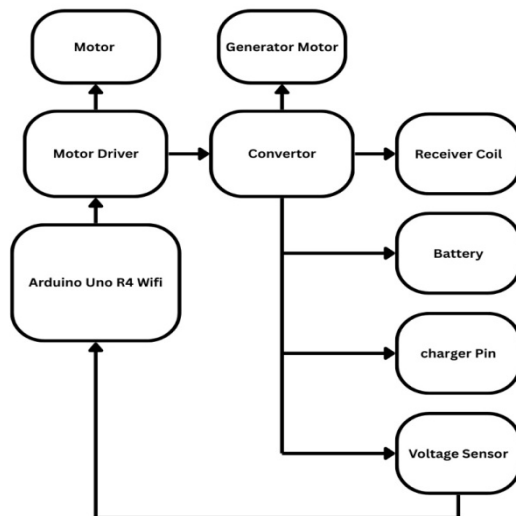 Motor
Generator Motor
Motor Driver
Convertor
Receiver Coil
Arduino Uno R4 Wifi
Battery
charger Pin
Voltage Sensor